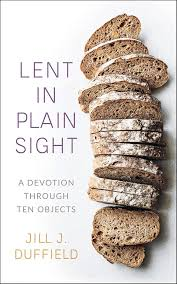 LENT
IN PLAIN
SIGHT
A DEVOTION
THROUGH
TEN OBJECTS
JILL J.
DUFFIELD